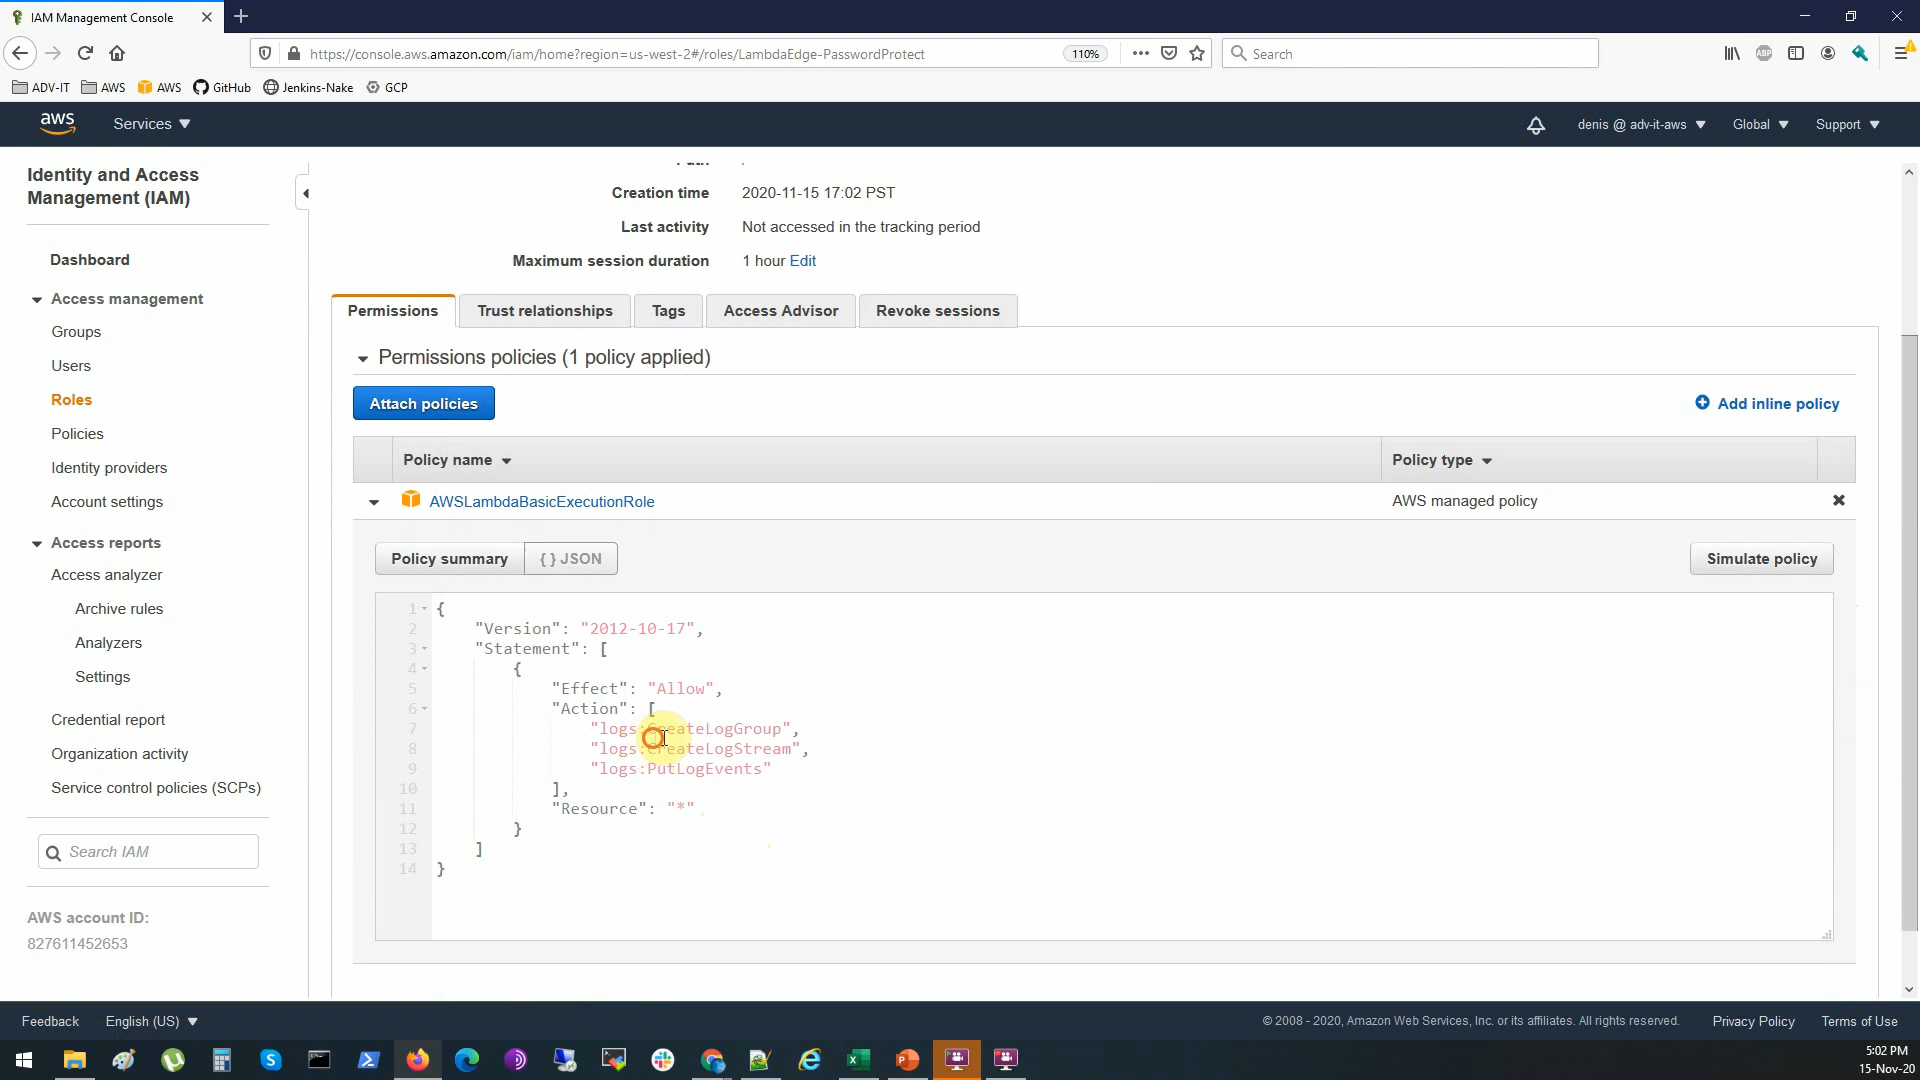 IAM Management Console
https://console.aws.amazon.com/iam/home?region=us-west-2#/roles/LambdaEdge-PasswordProtect
110%
Search
ABP
ADV-IT
AWS
AWS
GitHub
Jenkins-Nake
GCP
aws
Services
denis @ adv-it-aws
Global
Support
Identity and Access
Management (IAM)
Dashboard
Access management
Groups
Users
Roles
Policies
Identity providers
Account settings
Access reports
Access analyzer
Archive rules
Analyzers
Settings
Credential report
Organization activity
Service control policies (SCPs)
Search IAM
AWS account ID:
827611452653
Creation time 2020-11-15 17:02 PST
Last activity Not accessed in the tracking period
Maximum session duration 1 hour Edit
Permissions
Trust relationships
Tags
Access Advisor
Revoke sessions
Permissions policies (1 policy applied)
Attach policies
Add inline policy
Policy name
Policy type
AWSLambdaBasicExecutionRole
AWS managed policy
Policy summary
{ } JSON
Simulate policy
1 {
2 "Version": "2012-10-17",
3 "Statement": [
4 {
5 "Effect": "Allow",
6 "Action": [
7 "logs:CreateLogGroup",
8 "logs:CreateLogStream",
9 "logs:PutLogEvents"
10 ],
11 "Resource": "*"
12 }
13 ]
14 }
Feedback
English (US)
© 2008 - 2020, Amazon Web Services, Inc. or its affiliates. All rights reserved.
Privacy Policy
Terms of Use
5:02 PM
15-Nov-20